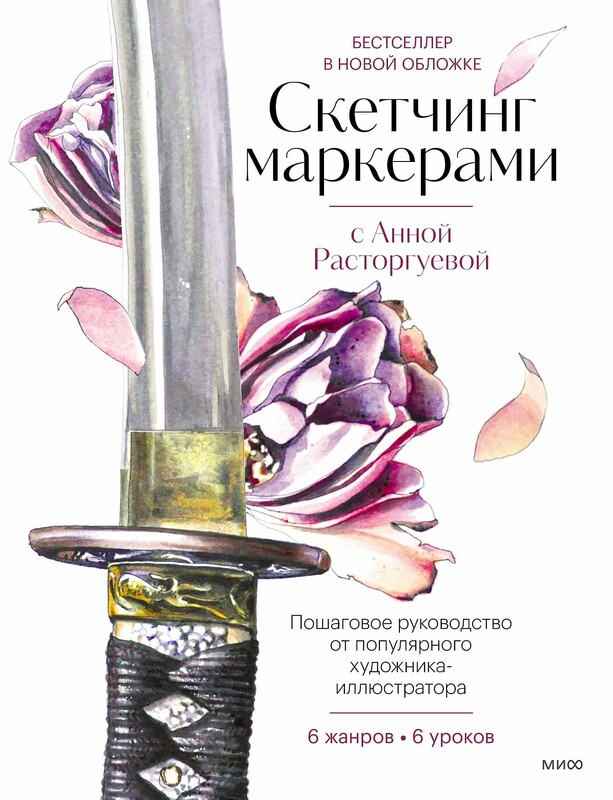 БЕСТСЕЛЛЕР
В НОВОЙ ОБЛОЖКЕ
Скетчинг
маркерами
с Анной
Расторгуевой
Пошаговое руководство
от популярного
художника-
иллюстратора
6 жанров • 6 уроков
миф